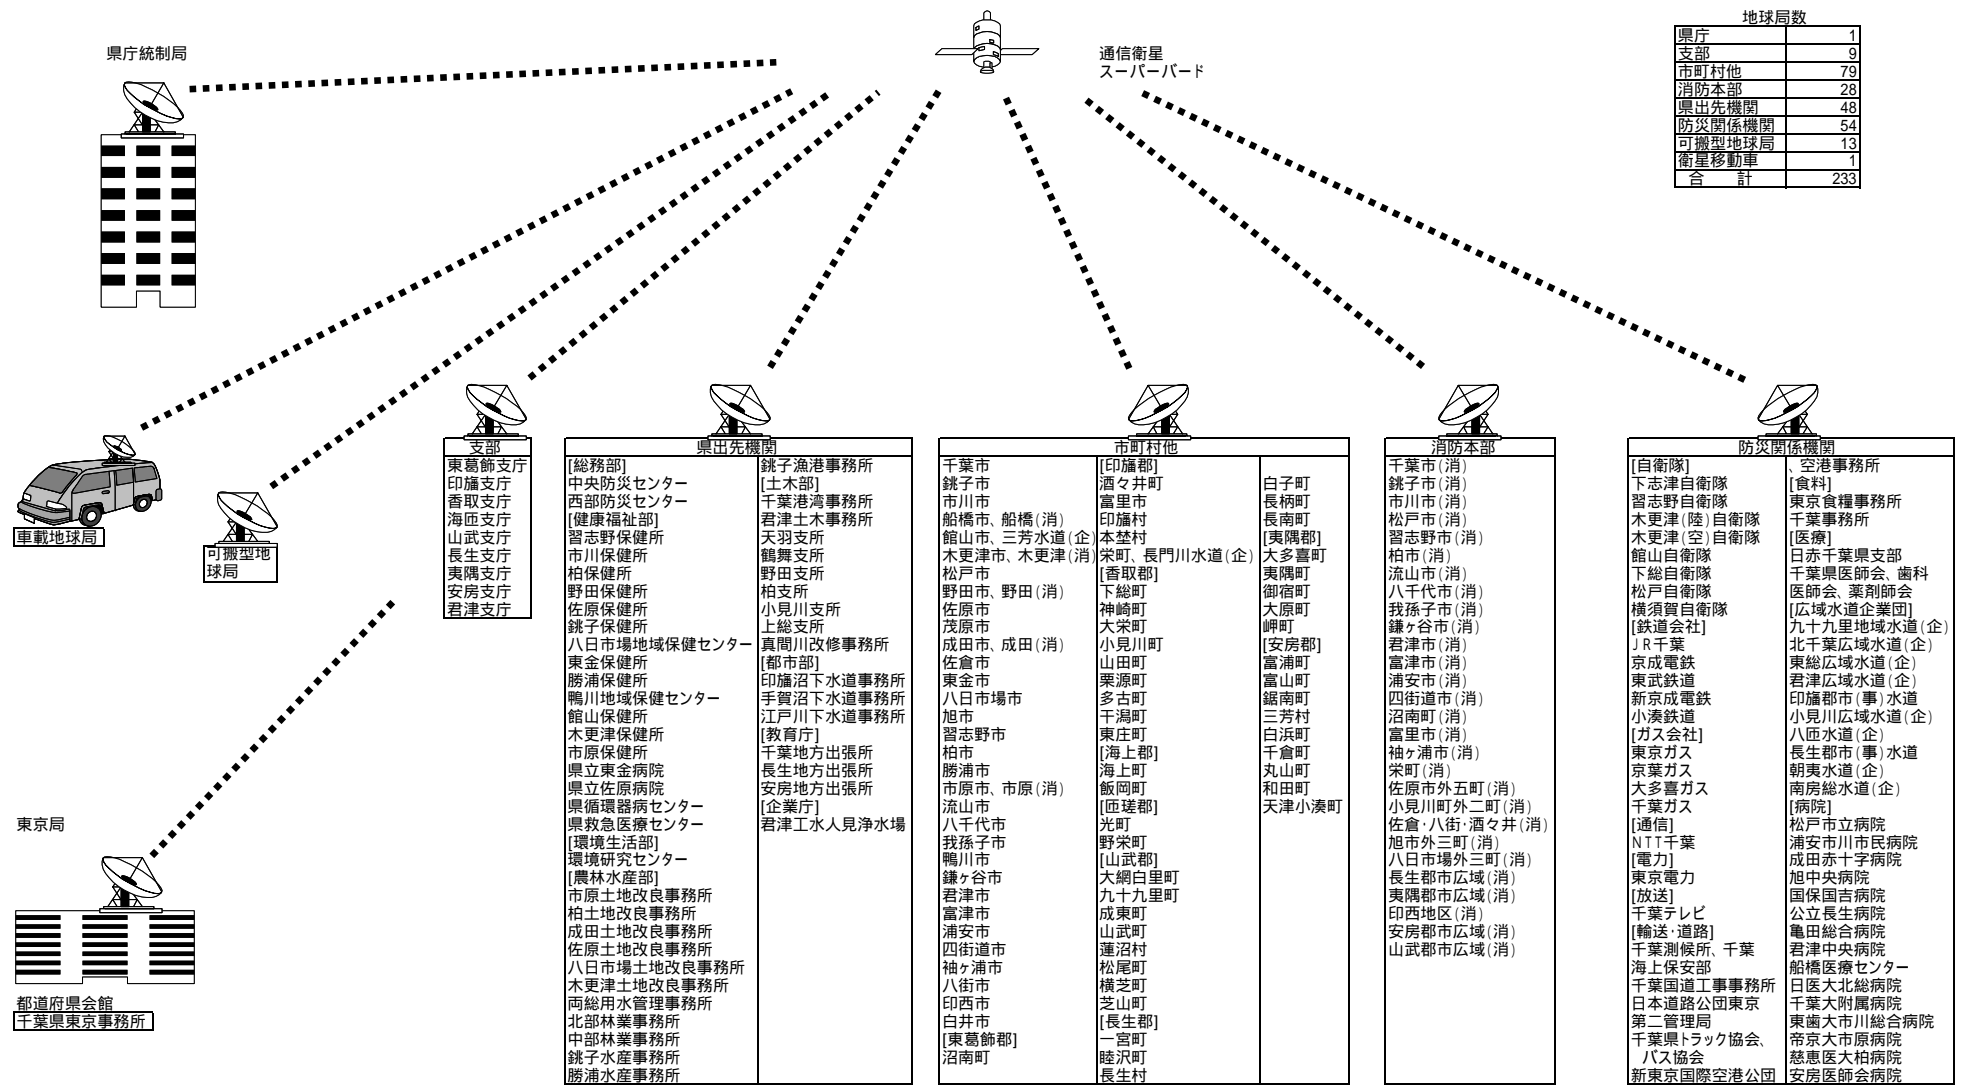 県庁統制局
通信衛星
スーパーバード
地球局数
県庁 1
支部 9
市町村他 79
消防本部 28
県出先機関 48
防災関係機関 54
可搬型地球局 13
衛星移動車 1
合 計 233
車載地球局
可搬型地
球局
東京局
都道府県会館
千葉県東京事務所
支部
東葛飾支庁
印旛支庁
香取支庁
海匝支庁
山武支庁
長生支庁
夷隅支庁
安房支庁
君津支庁
県出先機関
[総務部]
中央防災センター
西部防災センター
[健康福祉部]
習志野保健所
市川保健所
柏保健所
野田保健所
佐原保健所
銚子保健所
八日市場地域保健センター
東金保健所
勝浦保健所
鴨川地域保健センター
館山保健所
木更津保健所
市原保健所
県立東金病院
県立佐原病院
県循環器病センター
県救急医療センター
[環境生活部]
環境研究センター
[農林水産部]
市原土地改良事務所
柏土地改良事務所
成田土地改良事務所
佐原土地改良事務所
八日市場土地改良事務所
木更津土地改良事務所
両総用水管理事務所
北部林業事務所
中部林業事務所
銚子水産事務所
勝浦水産事務所
銚子漁港事務所
[土木部]
千葉港湾事務所
君津土木事務所
天羽支所
鶴舞支所
野田支所
柏支所
小見川支所
上総支所
真間川改修事務所
[都市部]
印旛沼下水道事務所
手賀沼下水道事務所
江戸川下水道事務所
[教育庁]
千葉地方出張所
長生地方出張所
安房地方出張所
[企業庁]
君津工水人見浄水場
市町村他
千葉市
銚子市
市川市
船橋市、船橋(消)
館山市、三芳水道(企)
木更津市、木更津(消)
松戸市
野田市、野田(消)
佐原市
茂原市
成田市、成田(消)
佐倉市
東金市
八日市場市
旭市
習志野市
柏市
勝浦市
市原市、市原(消)
流山市
八千代市
我孫子市
鴨川市
鎌ヶ谷市
君津市
富津市
浦安市
四街道市
袖ヶ浦市
八街市
印西市
白井市
[東葛飾郡]
沼南町
[印旛郡]
酒々井町
富里市
印旛村
本埜村
栄町、長門川水道(企)
[香取郡]
下総町
神崎町
大栄町
小見川町
山田町
栗源町
多古町
干潟町
東庄町
[海上郡]
海上町
飯岡町
[匝瑳郡]
光町
野栄町
[山武郡]
大網白里町
九十九里町
成東町
山武町
蓮沼村
松尾町
横芝町
芝山町
[長生郡]
一宮町
睦沢町
長生村
白子町
長柄町
長南町
[夷隅郡]
大多喜町
夷隅町
御宿町
大原町
岬町
[安房郡]
富浦町
富山町
鋸南町
三芳村
白浜町
千倉町
丸山町
和田町
天津小湊町
消防本部
千葉市(消)
銚子市(消)
市川市(消)
松戸市(消)
習志野市(消)
柏市(消)
流山市(消)
八千代市(消)
我孫子市(消)
鎌ヶ谷市(消)
君津市(消)
富津市(消)
浦安市(消)
四街道市(消)
沼南町(消)
富里市(消)
袖ヶ浦市(消)
栄町(消)
佐原市外五町(消)
小見川町外二町(消)
佐倉・八街・酒々井(消)
旭市外三町(消)
八日市場外三町(消)
長生郡市広域(消)
夷隅郡市広域(消)
印西地区(消)
安房郡市広域(消)
山武郡市広域(消)
防災関係機関
[自衛隊]
下志津自衛隊
習志野自衛隊
木更津(陸)自衛隊
木更津(空)自衛隊
館山自衛隊
下総自衛隊
松戸自衛隊
横須賀自衛隊
[鉄道会社]
JR千葉
京成電鉄
東武電鉄
新京成電鉄
小湊鉄道
[ガス会社]
東京ガス
京葉ガス
大多喜ガス
千葉ガス
[通信]
NTT千葉
[電力]
東京電力
[放送]
千葉テレビ
[輸送・道路]
千葉測候所、千葉
海上保安部
千葉国道工事事務所
日本道路公団東京
第二管理局
千葉県トラック協会、
バス協会
新東京国際空港公団
、空港事務所
[食料]
東京食糧事務所
千葉事務所
[医療]
日赤千葉県支部
千葉県医師会、歯科
医師会、薬剤師会
[広域水道企業団]
九十九里地域水道(企)
北千葉広域水道(企)
東総広域水道(企)
君津広域水道(企)
印旛郡市(事)水道
小見川広域水道(企)
八匝水道(企)
長生郡市(事)水道
朝夷水道(企)
南房総水道(企)
[病院]
松戸市立病院
浦安市川市民病院
成田赤十字病院
旭中央病院
国保国吉病院
公立長生病院
亀田総合病院
君津中央病院
船橋医療センター
日医大北総病院
千葉大附属病院
東歯大市川総合病院
帝京大市原病院
慈恵医大柏病院
安房医師会病院